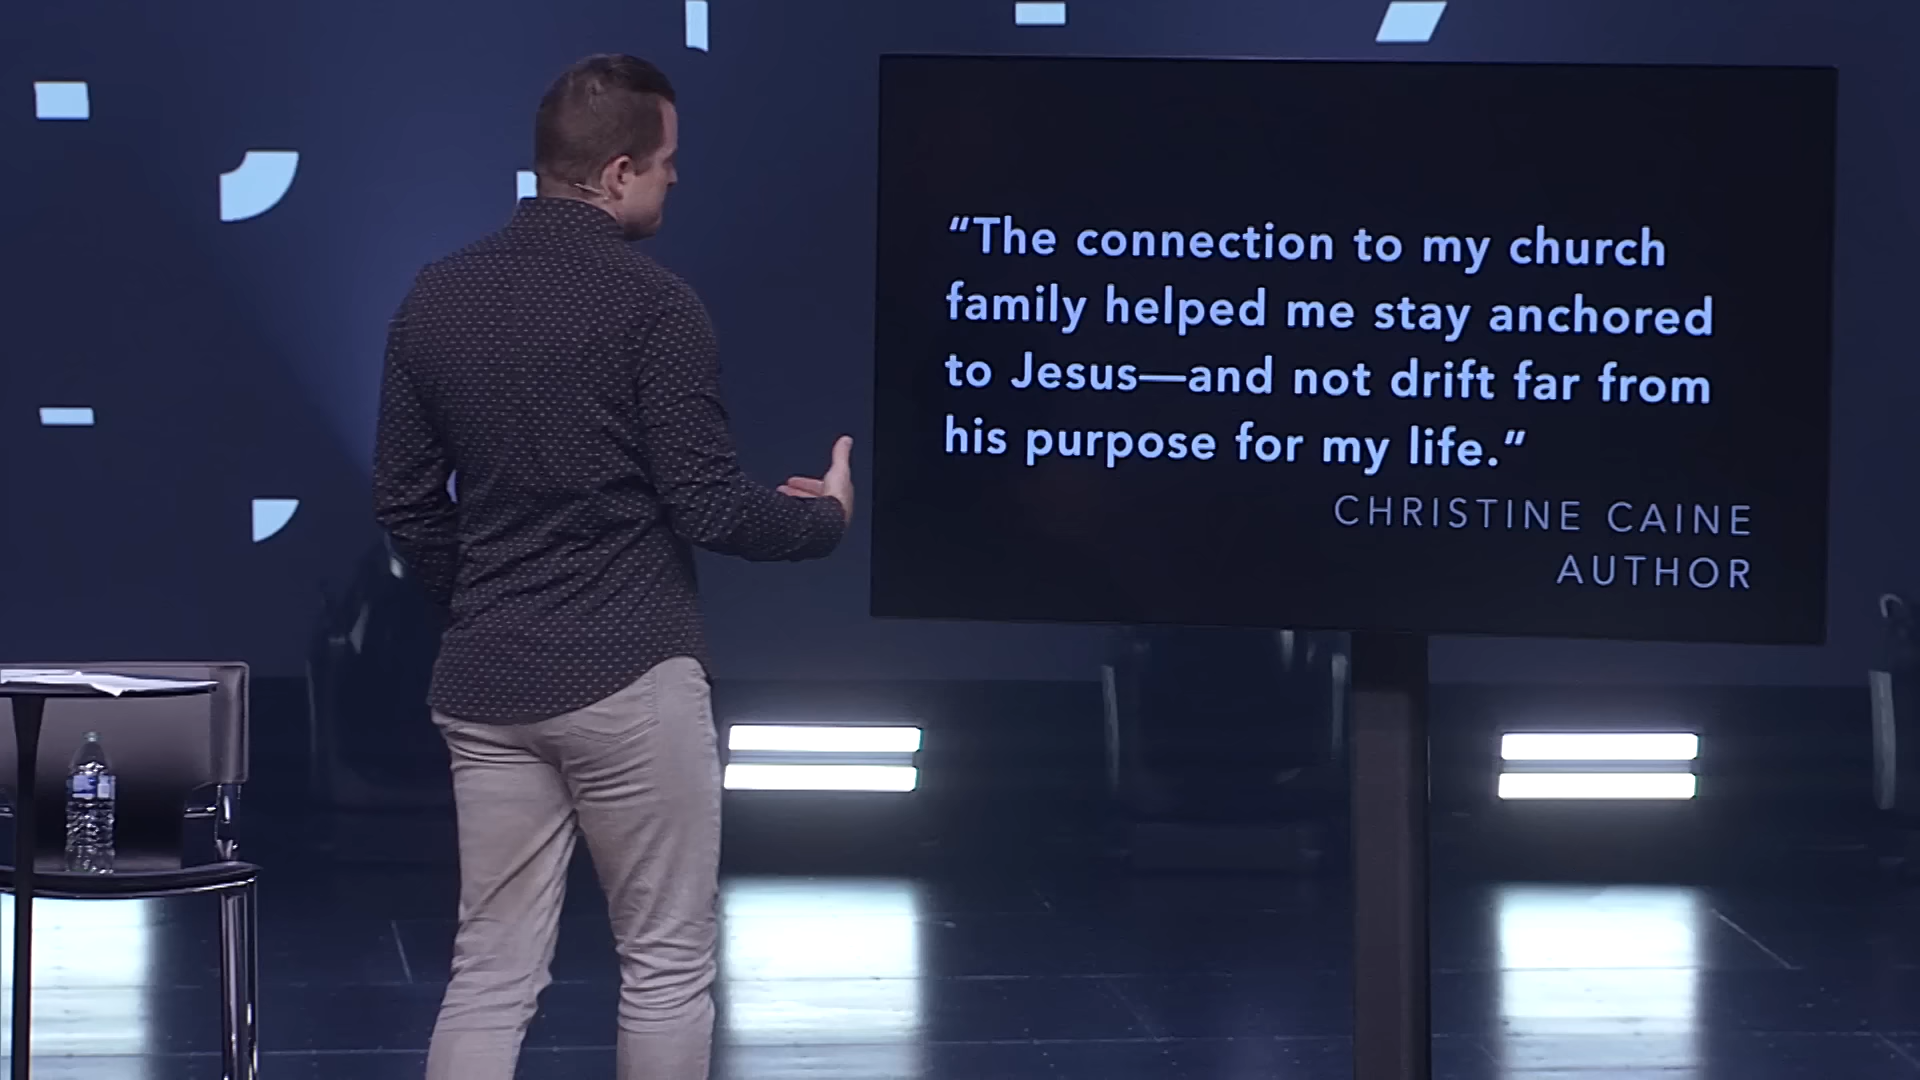 “The connection to my church
family helped me stay anchored
to Jesus—and not drift far from
his purpose for my life.”
CHRISTINE CAINE
AUTHOR